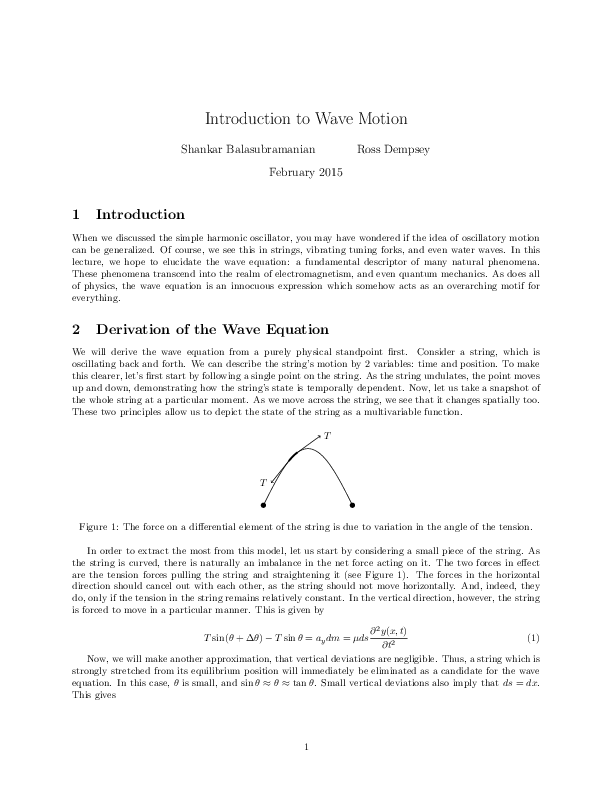 Introduction to Wave Motion
Shankar Balasubramanian Ross Dempsey
February 2015
1 Introduction
When we discussed the simple harmonic oscillator, you may have wondered if the idea of oscillatory motion
can be generalized. Of course, we see this in strings, vibrating tuning forks, and even water waves. In this
lecture, we hope to elucidate the wave equation: a fundamental descriptor of many natural phenomena.
These phenomena transcend into the realm of electromagnetism, and even quantum mechanics. As does all
of physics, the wave equation is an innocuous expression which somehow acts as an overarching motif for
everything.
2 Derivation of the Wave Equation
We will derive the wave equation from a purely physical standpoint first. Consider a string, which is
oscillating back and forth. We can describe the string's motion by 2 variables: time and position. To make
this clearer, let's first start by following a single point on the string. As the string undulates, the point moves
up and down, demonstrating how the string's state is temporally dependent. Now, let us take a snapshot of
the whole string at a particular moment. As we move across the string, we see that it changes spatially too.
These two principles allow us to depict the state of the string as a multivariable function.
T
T
Figure 1: The force on a differential element of the string is due to variation in the angle of the tension.
In order to extract the most from this model, let us start by considering a small piece of the string. As
the string is curved, there is naturally an imbalance in the net force acting on it. The two forces in effect
are the tension forces pulling the string and straightening it (see Figure 1). The forces in the horizontal
direction should cancel out with each other, as the string should not move horizontally. And, indeed, they
do, only if the tension in the string remains relatively constant. In the vertical direction, however, the string
is forced to move in a particular manner. This is given by
T sin(θ + Δθ) − T sin θ = a_y dm = μds ∂²y(x, t)/∂t² (1)
Now, we will make another approximation, that vertical deviations are negligible. Thus, a string which is
strongly stretched from its equilibrium position will immediately be eliminated as a candidate for the wave
equation. In this case, θ is small, and sin θ ≈ θ ≈ tan θ. Small vertical deviations also imply that ds = dx.
This gives
1